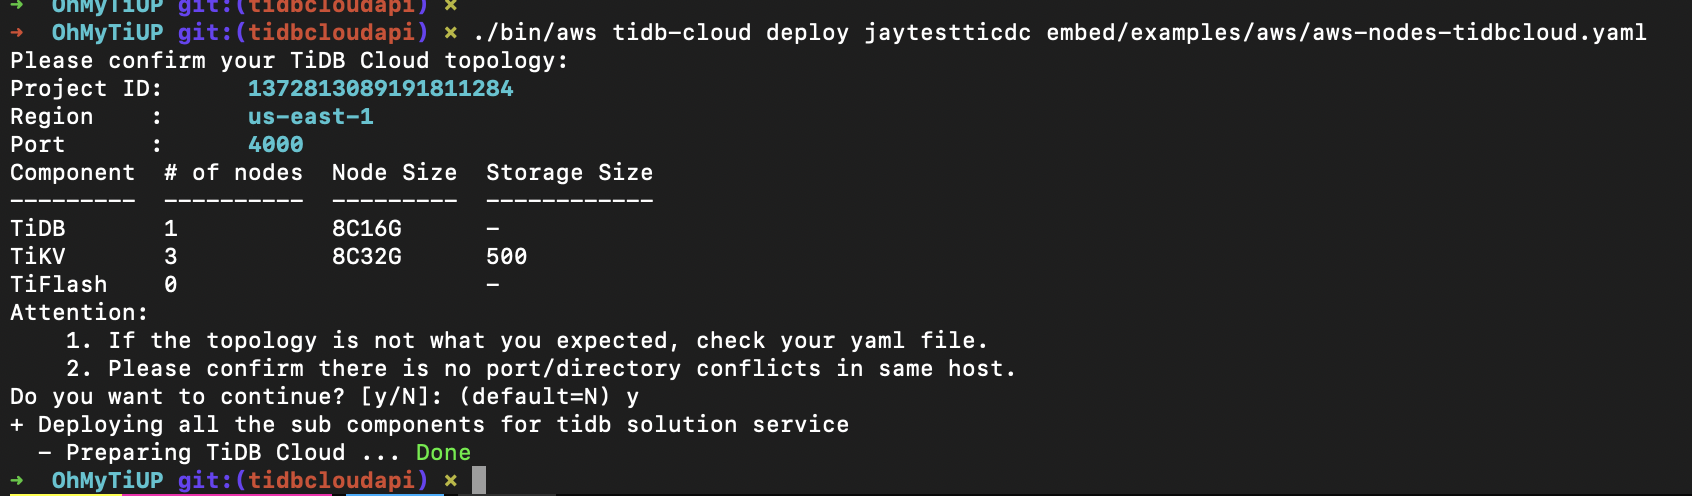 → OhMyTiUP git:(tidbcloudapi) ×
→ OhMyTiUP git:(tidbcloudapi) × ./bin/aws tidb-cloud deploy jaytestticdc embed/examples/aws/aws-nodes-tidbcloud.yaml
Please confirm your TiDB Cloud topology:
Project ID: 1372813089191811284
Region : us-east-1
Port : 4000
Component # of nodes Node Size Storage Size
--------- ---------- --------- ------------
TiDB 1 8C16G -
TiKV 3 8C32G 500
TiFlash 0 -
Attention:
1. If the topology is not what you expected, check your yaml file.
2. Please confirm there is no port/directory conflicts in same host.
Do you want to continue? [y/N]: (default=N) y
+ Deploying all the sub components for tidb solution service
- Preparing TiDB Cloud ... Done
→ OhMyTiUP git:(tidbcloudapi) ×